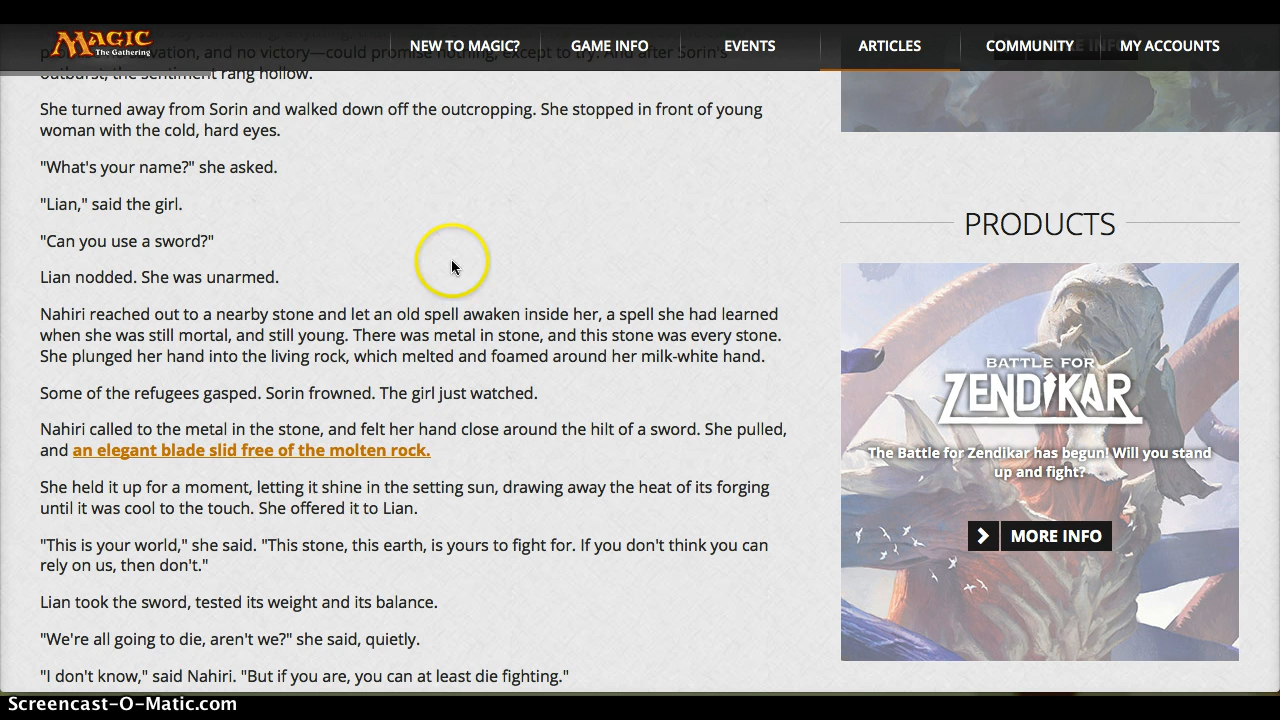 MAGIC
The Gathering
NEW TO MAGIC?
GAME INFO
EVENTS
ARTICLES
COMMUNITY
MY ACCOUNTS
vation, and no victory—could promise nothing, except to try. And after Sorin's
outburst, the sentiment rang hollow.
She turned away from Sorin and walked down off the outcropping. She stopped in front of young
woman with the cold, hard eyes.
"What's your name?" she asked.
"Lian," said the girl.
"Can you use a sword?"
Lian nodded. She was unarmed.
Nahiri reached out to a nearby stone and let an old spell awaken inside her, a spell she had learned
when she was still mortal, and still young. There was metal in stone, and this stone was every stone.
She plunged her hand into the living rock, which melted and foamed around her milk-white hand.
Some of the refugees gasped. Sorin frowned. The girl just watched.
Nahiri called to the metal in the stone, and felt her hand close around the hilt of a sword. She pulled,
and an elegant blade slid free of the molten rock.
She held it up for a moment, letting it shine in the setting sun, drawing away the heat of its forging
until it was cool to the touch. She offered it to Lian.
"This is your world," she said. "This stone, this earth, is yours to fight for. If you don't think you can
rely on us, then don't."
Lian took the sword, tested its weight and its balance.
"We're all going to die, aren't we?" she said, quietly.
"I don't know," said Nahiri. "But if you are, you can at least die fighting."
PRODUCTS
BATTLE FOR
ZENDIKAR
The Battle for Zendikar has begun! Will you stand
up and fight?
MORE INFO
Screencast-O-Matic.com